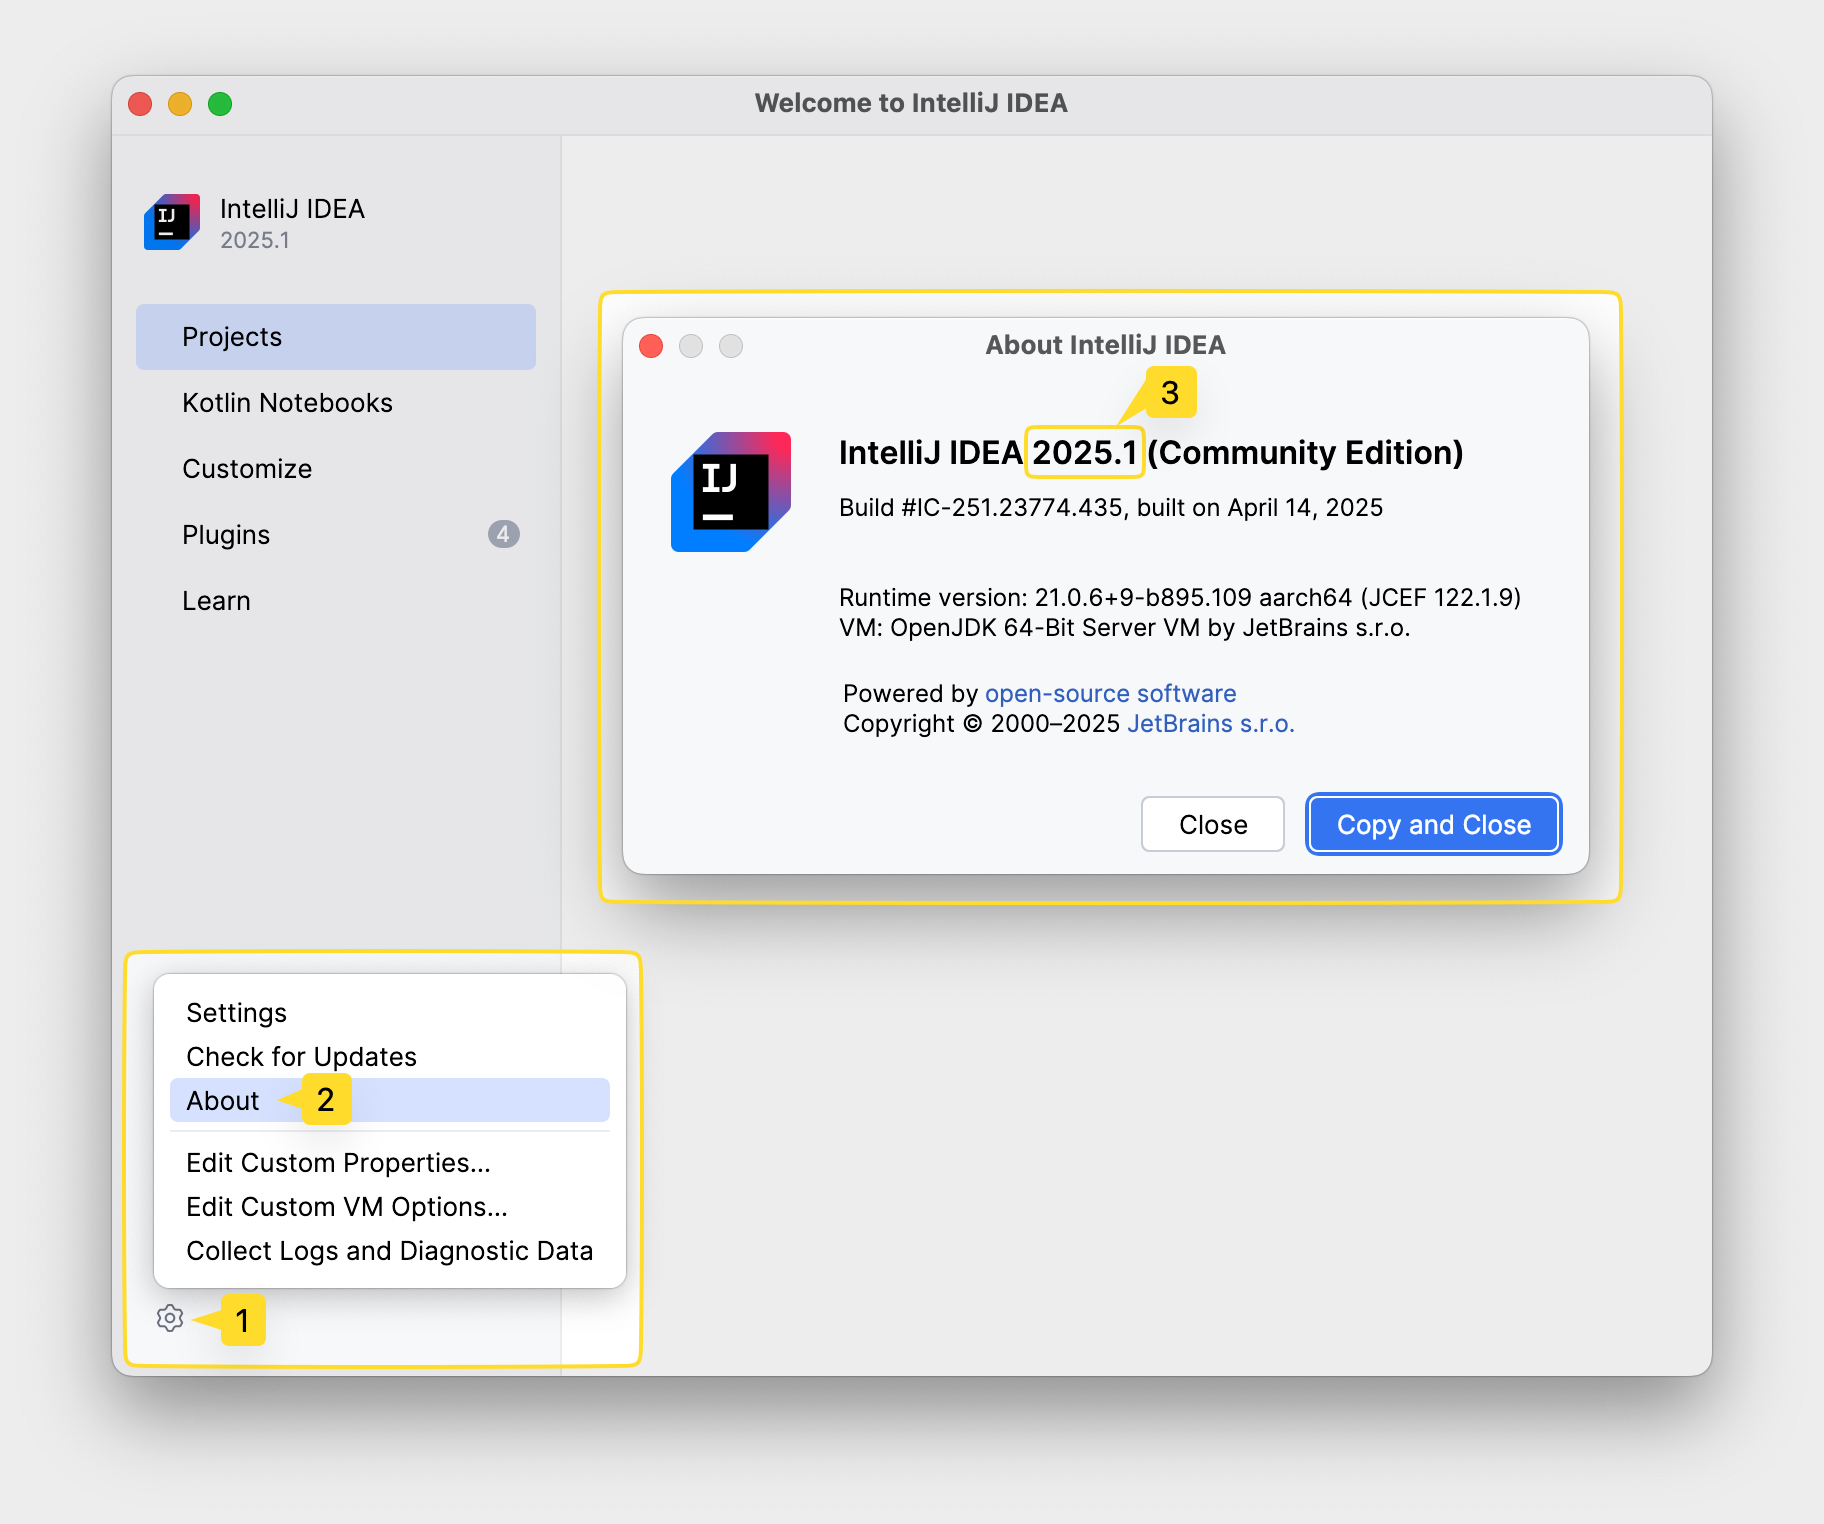 Welcome to IntelliJ IDEA
IJ
IntelliJ IDEA
2025.1
Projects
Kotlin Notebooks
Customize
Plugins 4
Learn
About IntelliJ IDEA
3
IJ
IntelliJ IDEA 2025.1 (Community Edition)
Build #IC-251.23774.435, built on April 14, 2025
Runtime version: 21.0.6+9-b895.109 aarch64 (JCEF 122.1.9)
VM: OpenJDK 64-Bit Server VM by JetBrains s.r.o.
Powered by open-source software
Copyright © 2000–2025 JetBrains s.r.o.
Close Copy and Close
Settings
Check for Updates
About 2
Edit Custom Properties...
Edit Custom VM Options...
Collect Logs and Diagnostic Data
1